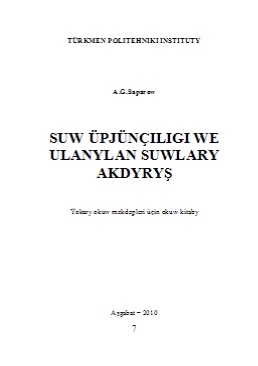 TÜRKMEN POLITEHNIKI INSTITUTY
A.G.Saparow
SUW ÜPJÜNÇILIGI WE
ULANYLAN SUWLARY
AKDYRYŞ
Ýokary okuw mekdepleri üçin okuw kitaby
Aşgabat – 2010
7